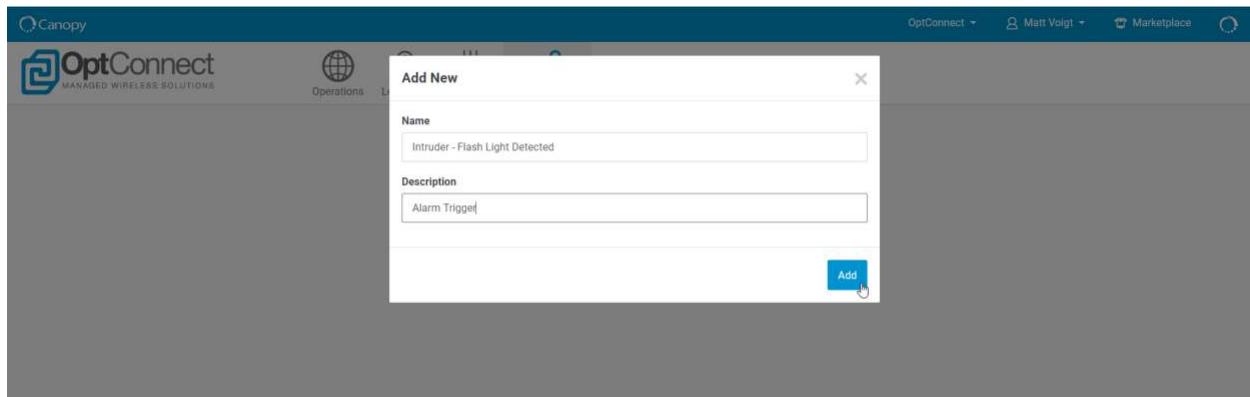 Canopy
OptConnect
Matt Voigt
Marketplace
OptConnect
MANAGED WIRELESS SOLUTIONS
Operations
Add New
Name
Intruder - Flash Light Detected
Description
Alarm Trigger
Add